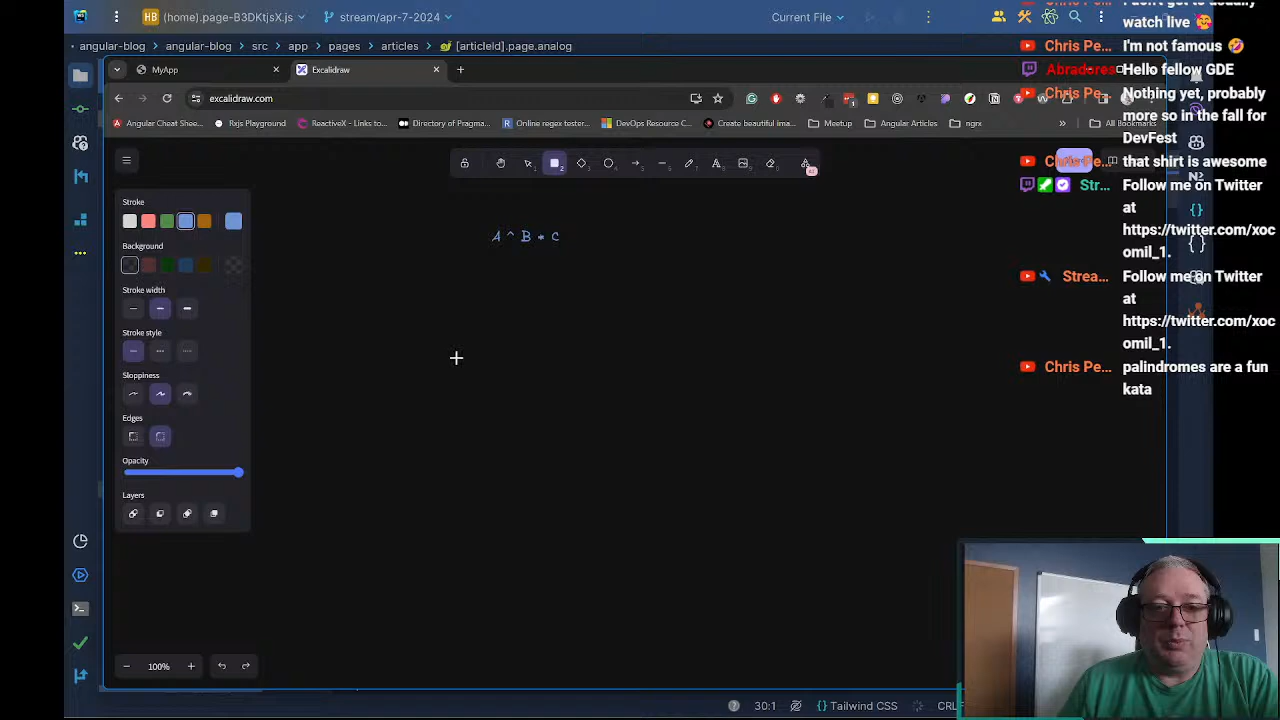 HB (home).page-B3DKtjsX.js
stream/apr-7-2024
Current File
angular-blog
angular-blog
src
app
pages
articles
[articleId].page.analog
MyApp
Excalidraw
excalidraw.com
Angular Cheat Shee...
Rxjs Playground
ReactiveX - Links to...
Directory of Pangram...
Online regex tester...
DevOps Resource C...
Create beautiful ima...
Meetup
Angular Articles
ngrx
»
All Bookmarks
Stroke
Background
Stroke width
Stroke style
Sloppiness
Edges
Opacity
Layers
A ^ B * C
100%
watch live 🥰
Chris Pe... I'm not famous 🤣
Abradores Hello fellow GDE
Chris Pe... Nothing yet, probably
more so in the fall for
DevFest
Chris Pe... that shirt is awesome
Str... Follow me on Twitter
at
https://twitter.com/xoc
omil_1.
Strea... Follow me on Twitter
at
https://twitter.com/xoc
omil_1.
Chris Pe... palindromes are a fun
kata
30:1
Tailwind CSS